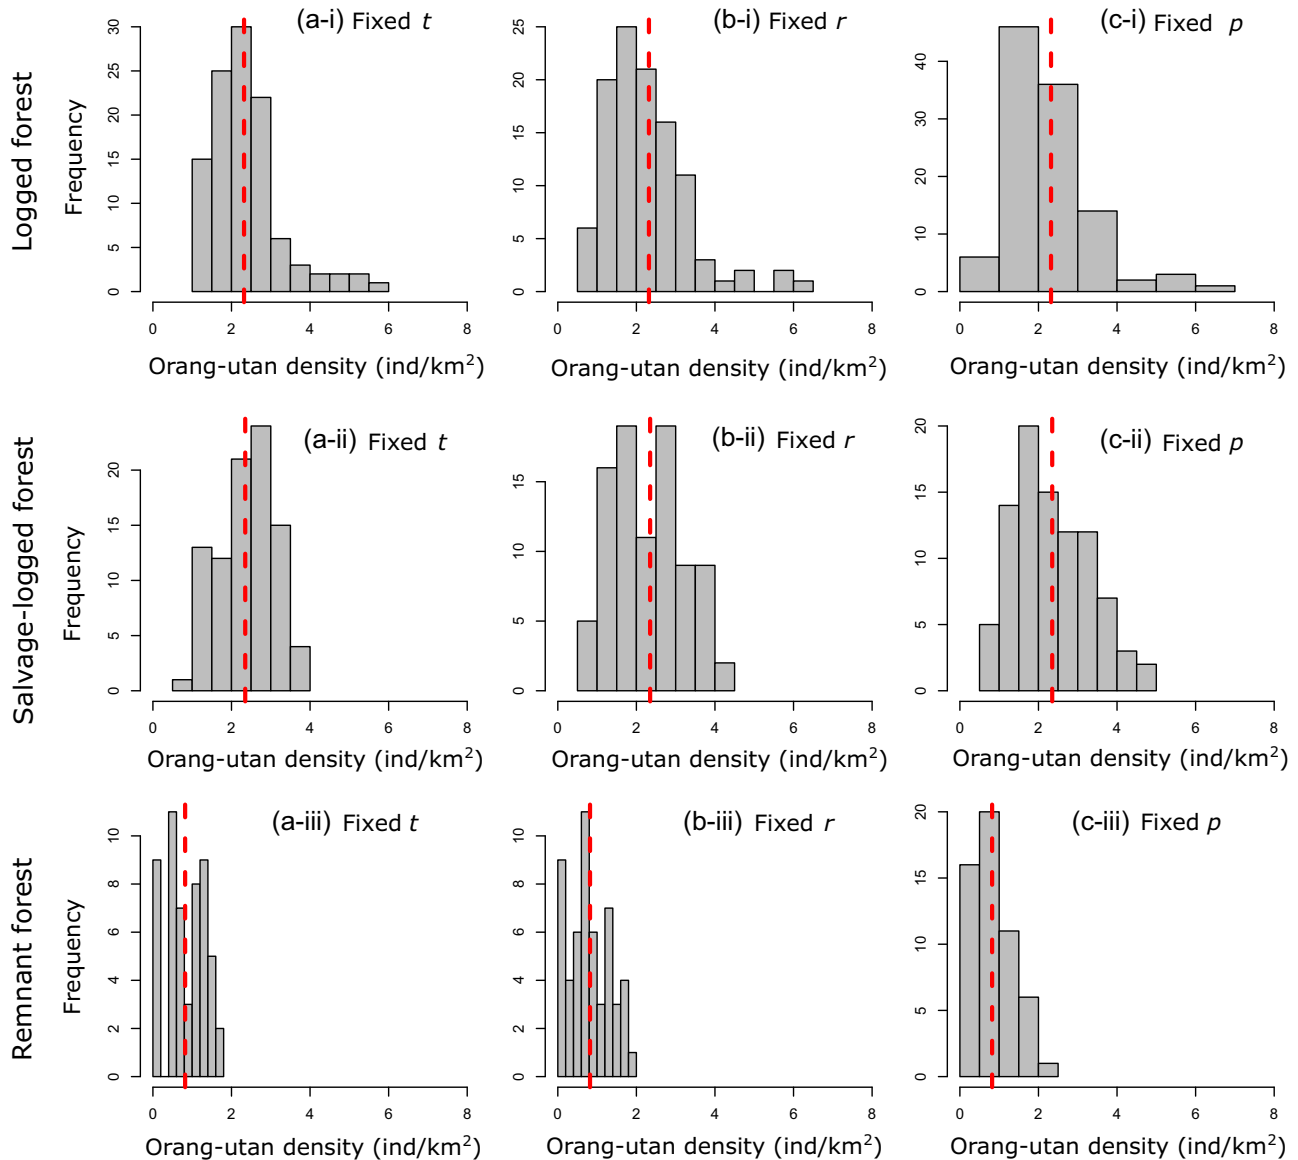 (a-i) Fixed t
(b-i) Fixed r
(c-i) Fixed p
Logged forest
Frequency
0 5 10 15 20 25 30
0 5 10 15 20 25
0 10 20 30 40
0 2 4 6 8
0 2 4 6 8
0 2 4 6 8
Orang-utan density (ind/km²)
Orang-utan density (ind/km²)
Orang-utan density (ind/km²)
(a-ii) Fixed t
(b-ii) Fixed r
(c-ii) Fixed p
Salvage-logged forest
Frequency
0 5 10 15 20
0 5 10 15
0 5 10 15 20
0 2 4 6 8
0 2 4 6 8
0 2 4 6 8
Orang-utan density (ind/km²)
Orang-utan density (ind/km²)
Orang-utan density (ind/km²)
(a-iii) Fixed t
(b-iii) Fixed r
(c-iii) Fixed p
Remnant forest
Frequency
0 2 4 6 8 10
0 2 4 6 8 10
0 5 10 15 20
0 2 4 6 8
0 2 4 6 8
0 2 4 6 8
Orang-utan density (ind/km²)
Orang-utan density (ind/km²)
Orang-utan density (ind/km²)